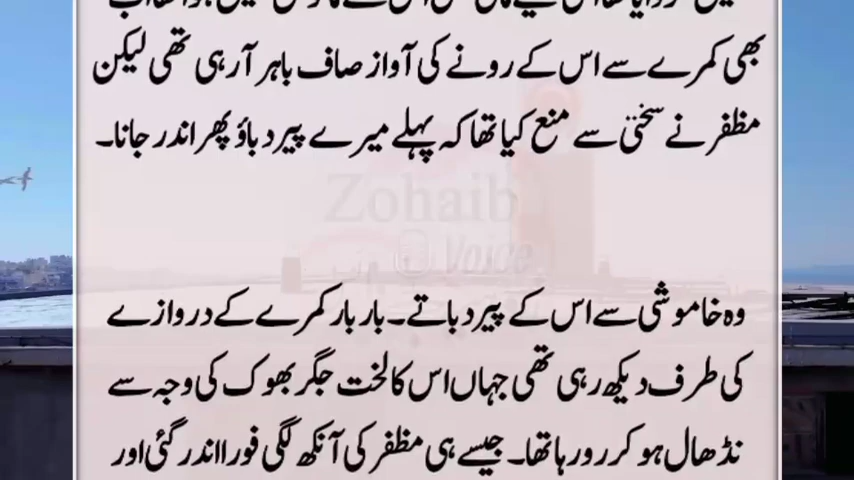 بھی کمرے سے اس کے رونے کی آواز صاف باہر آرہی تھی لیکن
مظفر نے سختی سے منع کیا تھا کہ پہلے میرے پیر دباؤ پھر اندر جانا۔
Zohaib
Voice
وہ خاموشی سے اس کے پیر دباتے۔ بار بار کمرے کے دروازے
کی طرف دیکھ رہی تھی جہاں اس کا لخت جگر بھوک کی وجہ سے
نڈھال ہو کر رو رہا تھا۔ جیسے ہی مظفر کی آنکھ لگی فورا اندر گئی اور